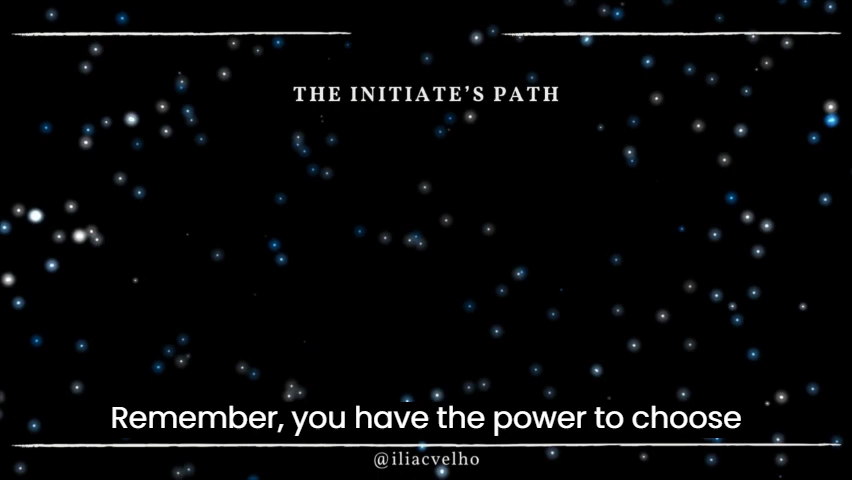 THE INITIATE’S PATH
Remember, you have the power to choose
@iliacvelho